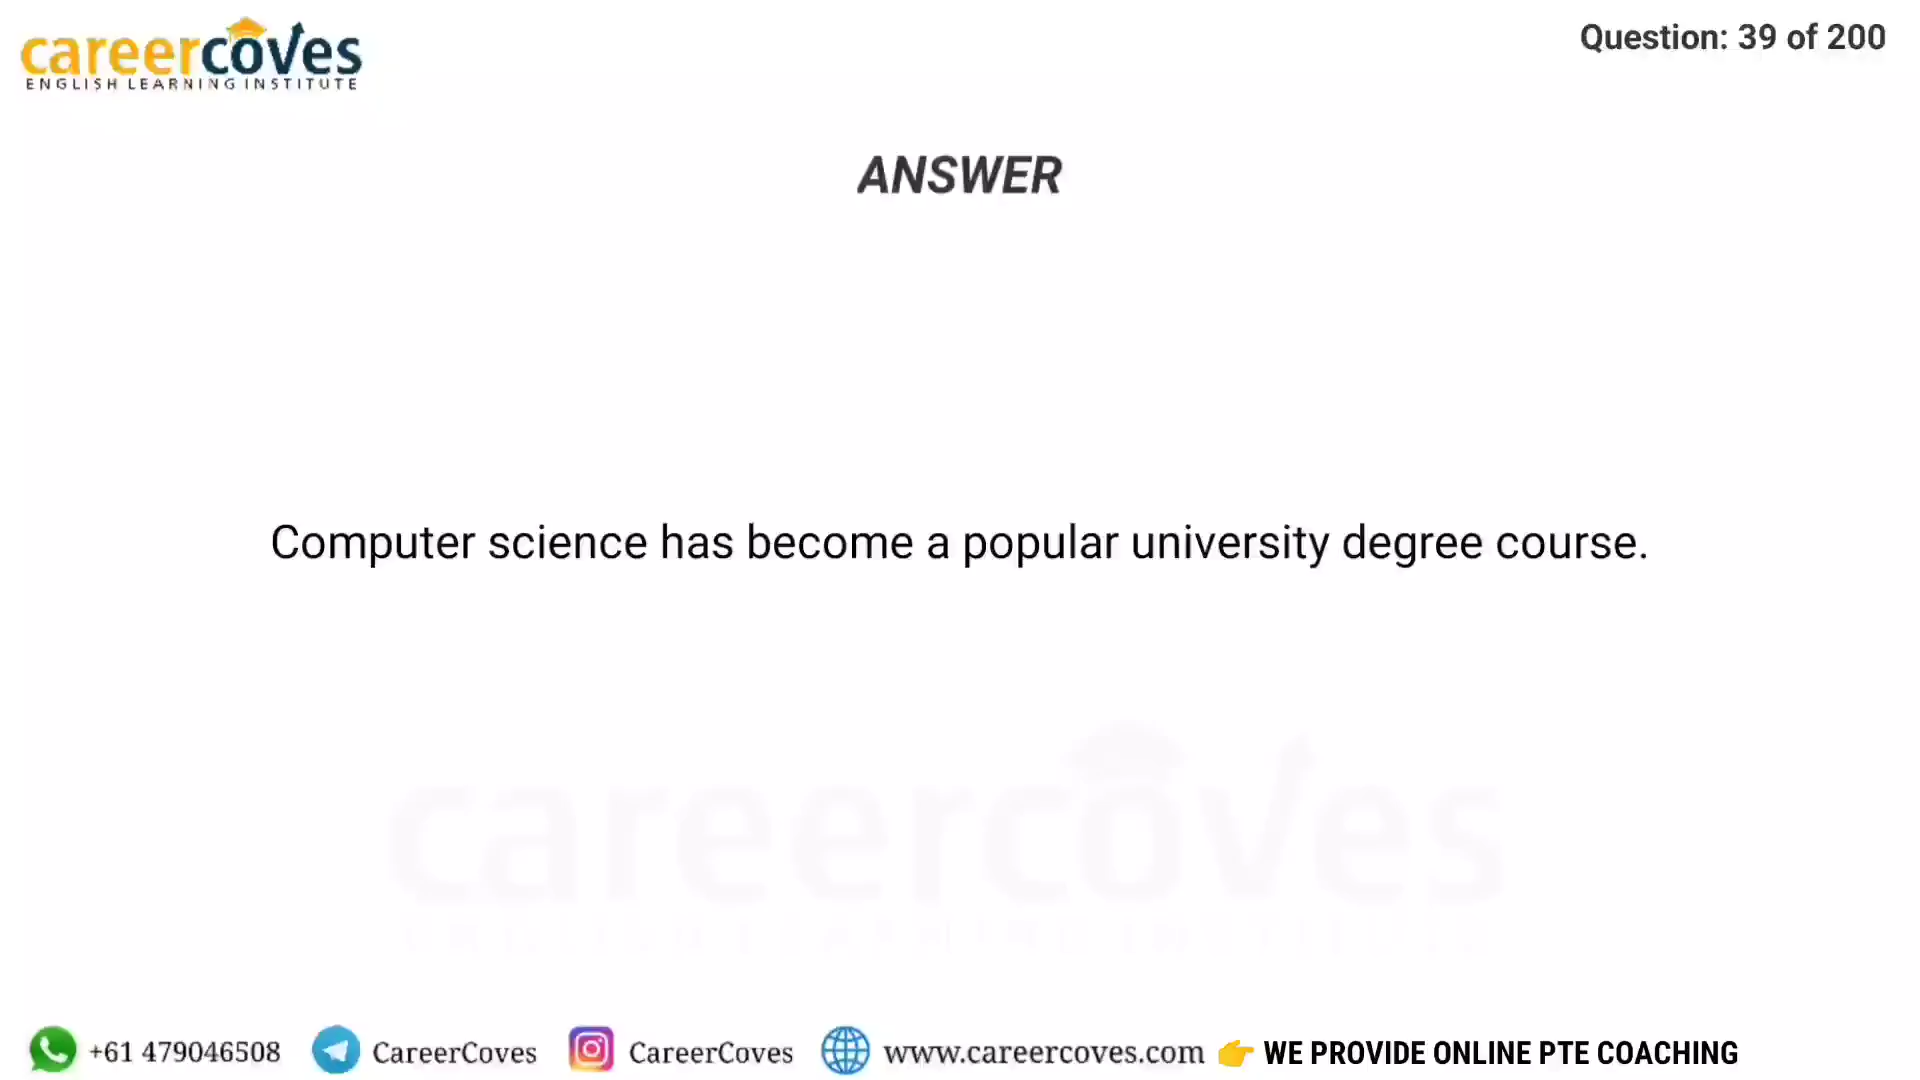 careercoves
ENGLISH LEARNING INSTITUTE
Question: 39 of 200
ANSWER
Computer science has become a popular university degree course.
careercoves
+61 479046508 CareerCoves CareerCoves www.careercoves.com 👉 WE PROVIDE ONLINE PTE COACHING